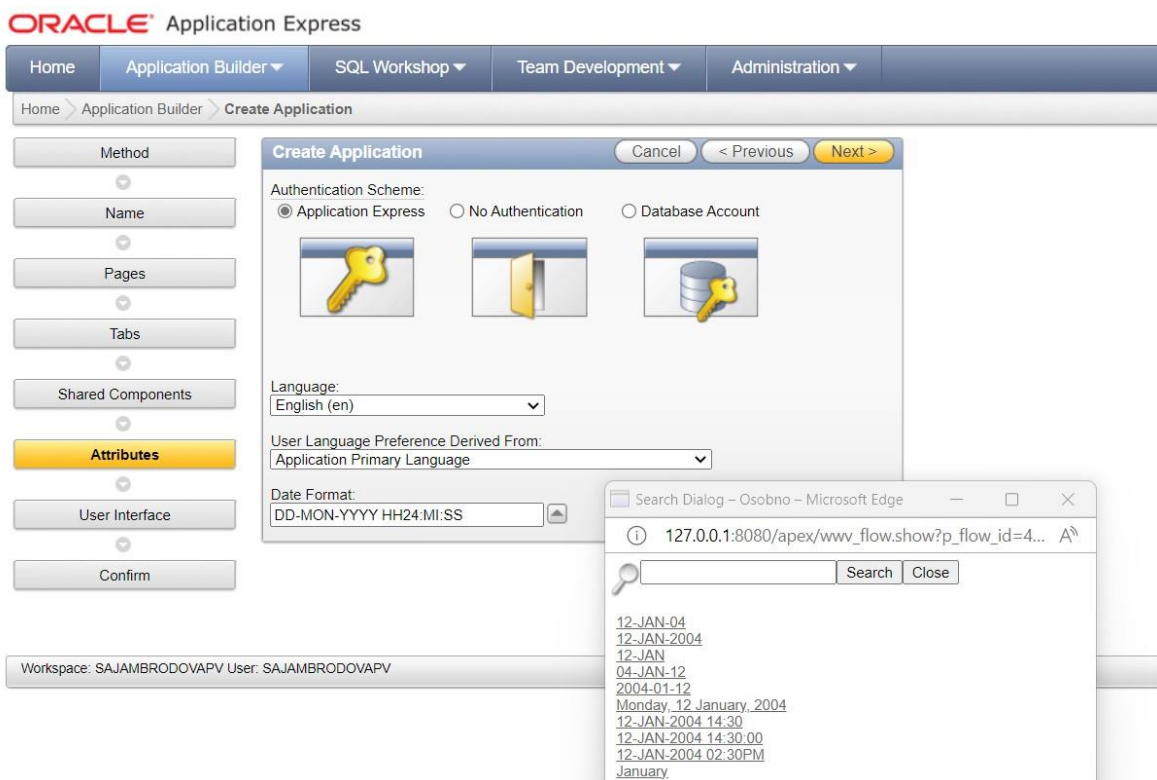 ORACLE Application Express
Home Application Builder SQL Workshop Team Development Administration
Home Application Builder Create Application
Method
Name
Pages
Tabs
Shared Components
Attributes
User Interface
Confirm
Create Application Cancel < Previous Next >
Authentication Scheme:
Application Express No Authentication Database Account
Language:
English (en)
User Language Preference Derived From:
Application Primary Language
Date Format:
DD-MON-YYYY HH24:MI:SS
Search Dialog – Osobno – Microsoft Edge
127.0.0.1:8080/apex/wwv_flow.show?p_flow_id=4...
Search Close
12-JAN-04
12-JAN-2004
12-JAN
04-JAN-12
2004-01-12
Monday, 12 January, 2004
12-JAN-2004 14:30
12-JAN-2004 14:30:00
12-JAN-2004 02:30PM
January
Workspace: SAJAMBRODOVAPV User: SAJAMBRODOVAPV